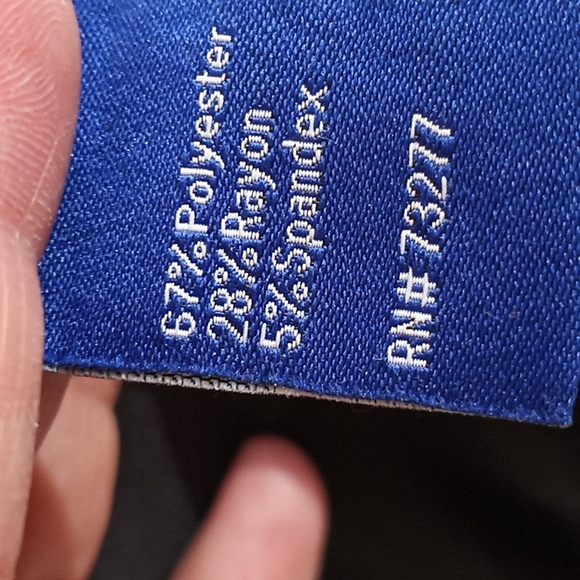 67% Polyester
28% Rayon
5% Spandex
RN# 73277